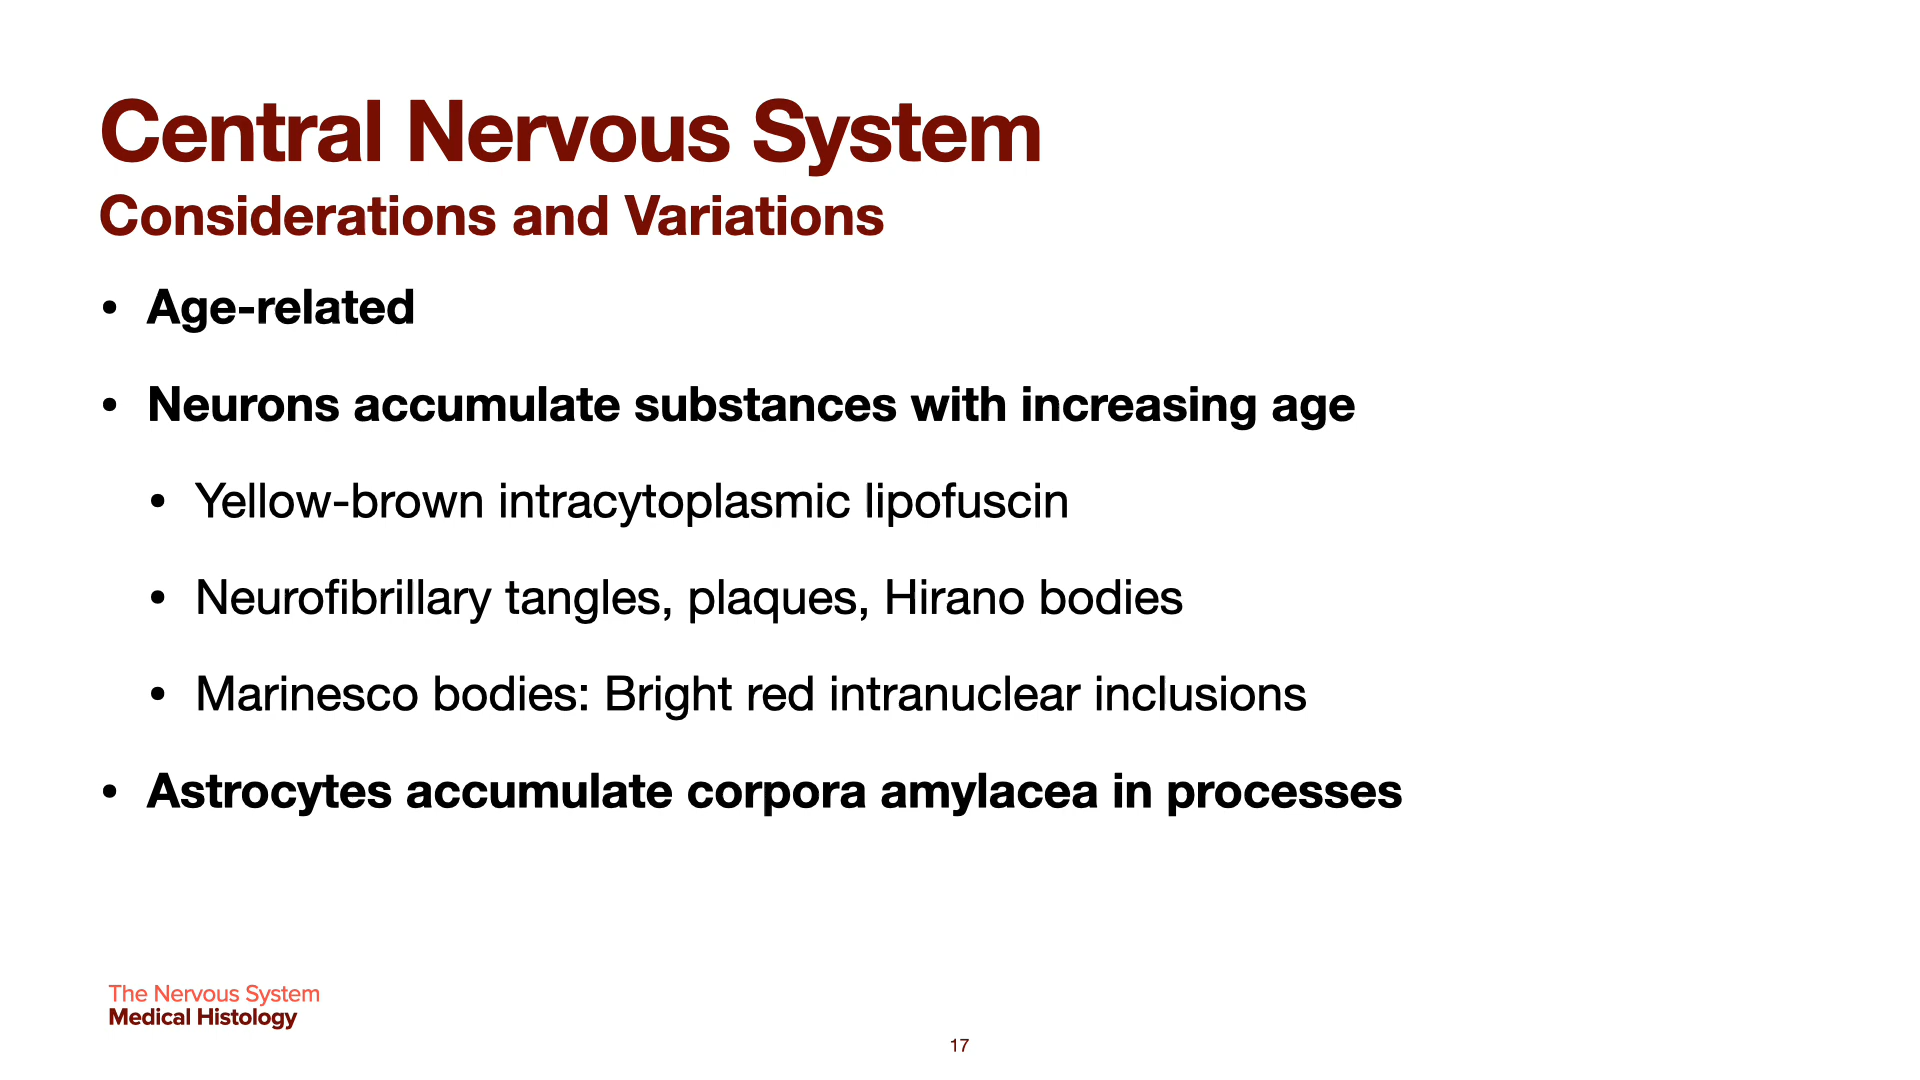 Central Nervous System
Considerations and Variations
• Age-related
• Neurons accumulate substances with increasing age
• Yellow-brown intracytoplasmic lipofuscin
• Neurofibrillary tangles, plaques, Hirano bodies
• Marinesco bodies: Bright red intranuclear inclusions
• Astrocytes accumulate corpora amylacea in processes
The Nervous System
Medical Histology
17